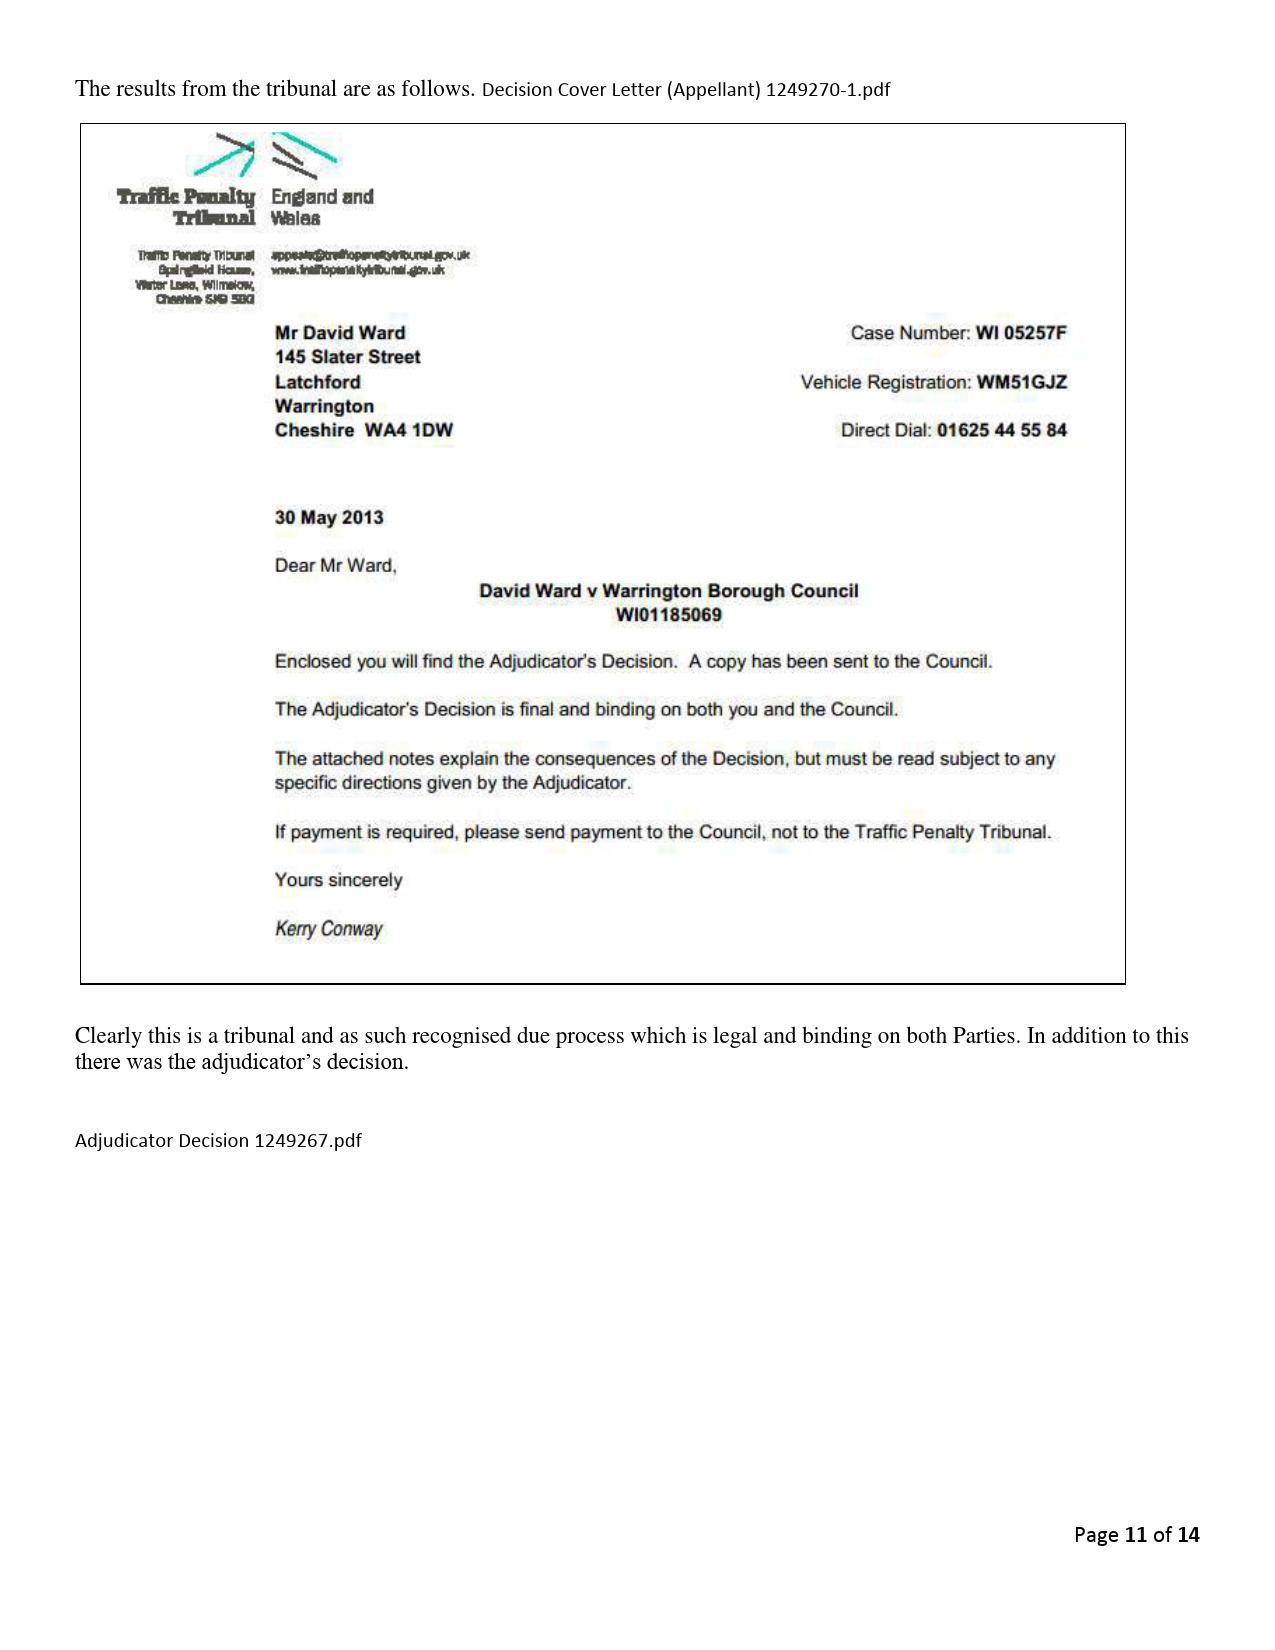 The results from the tribunal are as follows. Decision Cover Letter (Appellant) 1249270-1.pdf
Traffic Penalty Tribunal
England and Wales
Traffic Penalty Tribunal
Springfield House,
Water Lane, Wilmslow,
Cheshire SK9 5BG
appeals@trafficpenaltytribunal.gov.uk
www.trafficpenaltytribunal.gov.uk
Mr David Ward
145 Slater Street
Latchford
Warrington
Cheshire WA4 1DW
Case Number: WI 05257F
Vehicle Registration: WM51GJZ
Direct Dial: 01625 44 55 84
30 May 2013
Dear Mr Ward,
David Ward v Warrington Borough Council
WI01185069
Enclosed you will find the Adjudicator's Decision. A copy has been sent to the Council.
The Adjudicator's Decision is final and binding on both you and the Council.
The attached notes explain the consequences of the Decision, but must be read subject to any
specific directions given by the Adjudicator.
If payment is required, please send payment to the Council, not to the Traffic Penalty Tribunal.
Yours sincerely
Kerry Conway
Clearly this is a tribunal and as such recognised due process which is legal and binding on both Parties. In addition to this
there was the adjudicator's decision.
Adjudicator Decision 1249267.pdf
Page 11 of 14